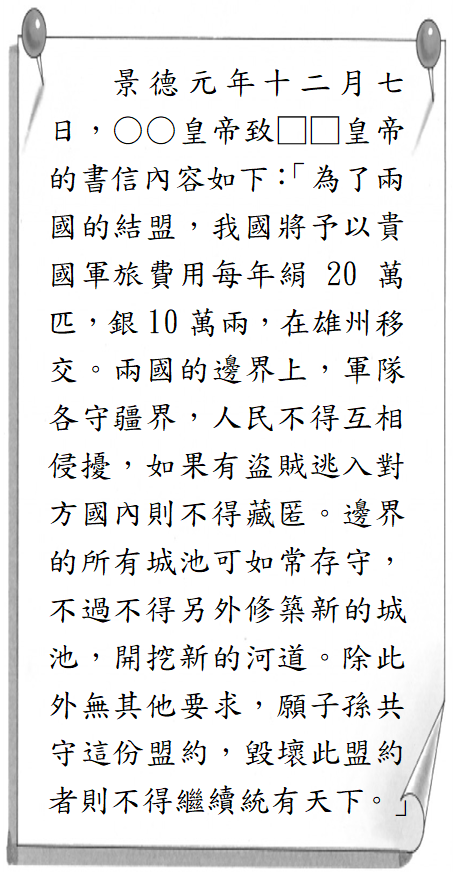 景德元年十二月七
日，○○皇帝致□□皇帝
的書信內容如下：「為了兩
國的結盟，我國將予以貴
國軍旅費用每年絹 20 萬
匹，銀 10 萬兩，在雄州移
交。兩國的邊界上，軍隊
各守疆界，人民不得互相
侵擾，如果有盜賊逃入對
方國內則不得藏匿。邊界
的所有城池可如常存守，
不過不得另外修築新的城
池，開挖新的河道。除此
外無其他要求，願子孫共
守這份盟約，毀壞此盟約
者則不得繼續統有天下。」